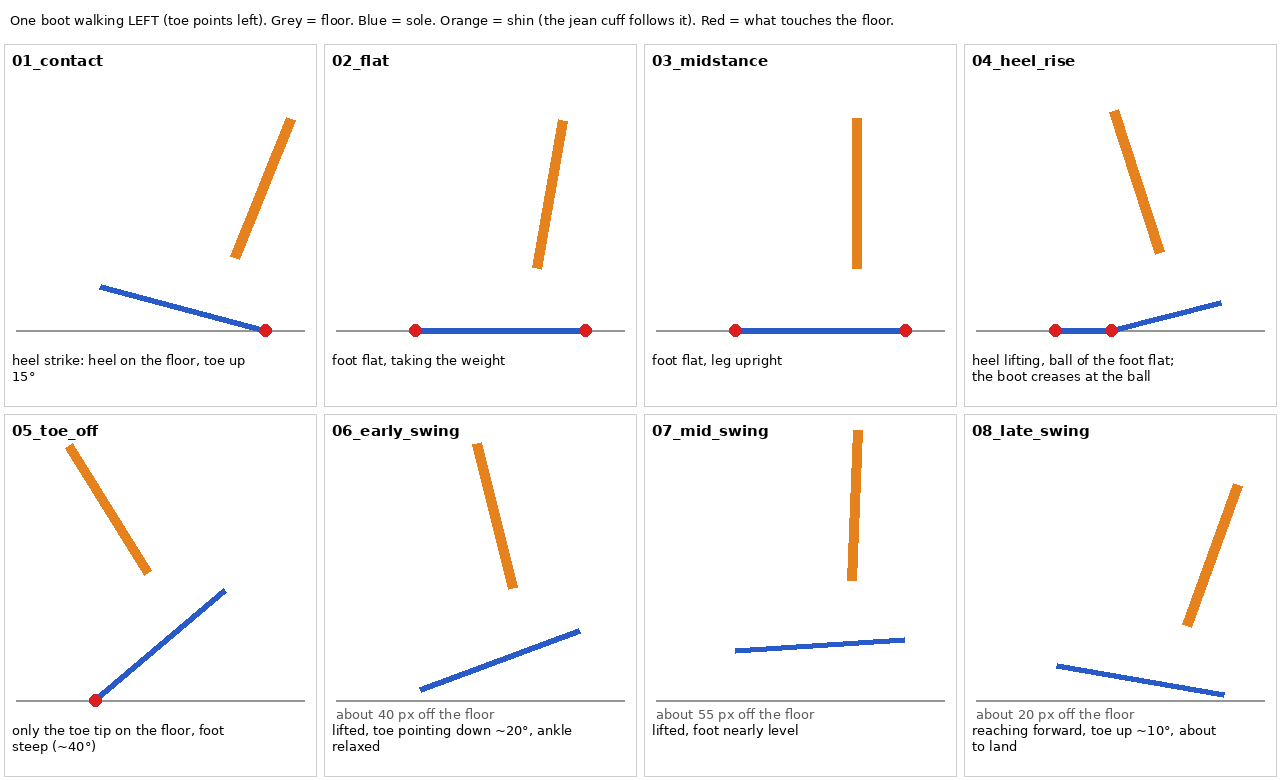 One boot walking LEFT (toe points left). Grey = floor. Blue = sole. Orange = shin (the jean cuff follows it). Red = what touches the floor.
01_contact
heel strike: heel on the floor, toe up
15°
02_flat
foot flat, taking the weight
03_midstance
foot flat, leg upright
04_heel_rise
heel lifting, ball of the foot flat;
the boot creases at the ball
05_toe_off
only the toe tip on the floor, foot
steep (~40°)
06_early_swing
about 40 px off the floor
lifted, toe pointing down ~20°, ankle
relaxed
07_mid_swing
about 55 px off the floor
lifted, foot nearly level
08_late_swing
about 20 px off the floor
reaching forward, toe up ~10°, about
to land